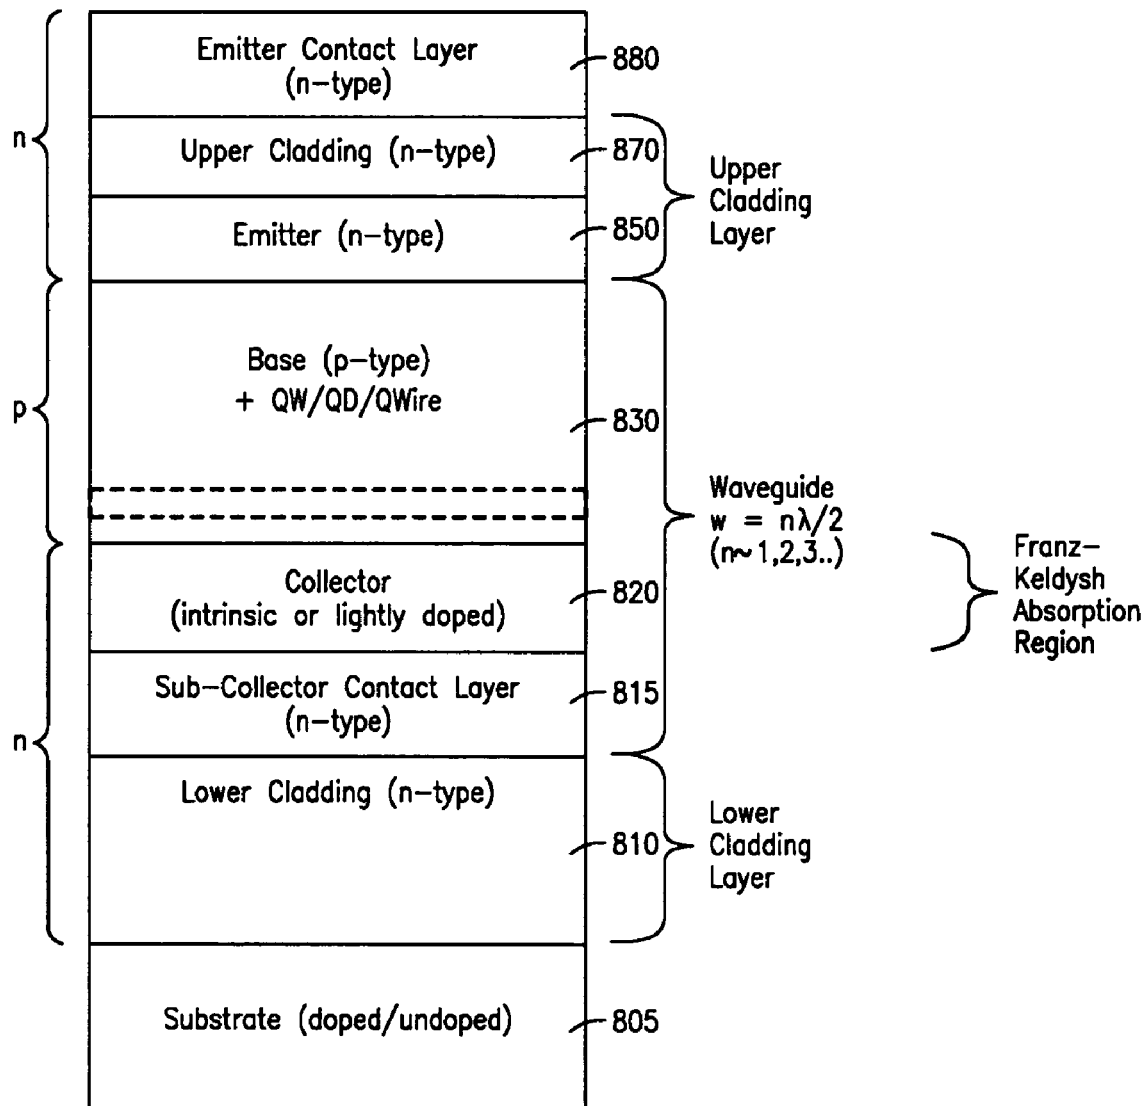 Emitter Contact Layer
(n-type)
880
n
Upper Cladding (n-type)
870
Upper
Cladding
Layer
Emitter (n-type)
850
Base (p-type)
+ QW/QD/QWire
830
p
Waveguide
w = nλ/2
(n~1,2,3..)
Franz-
Keldysh
Absorption
Region
Collector
(intrinsic or lightly doped)
820
Sub-Collector Contact Layer
(n-type)
815
n
Lower Cladding (n-type)
810
Lower
Cladding
Layer
Substrate (doped/undoped)
805